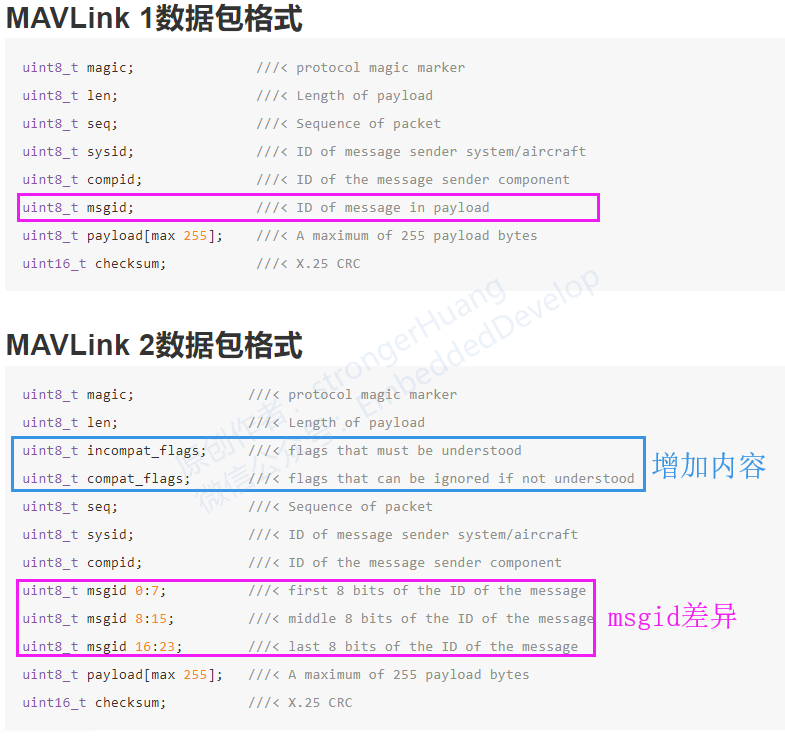 MAVLink 1数据包格式
uint8_t magic; ///< protocol magic marker
uint8_t len; ///< Length of payload
uint8_t seq; ///< Sequence of packet
uint8_t sysid; ///< ID of message sender system/aircraft
uint8_t compid; ///< ID of the message sender component
uint8_t msgid; ///< ID of message in payload
uint8_t payload[max 255]; ///< A maximum of 255 payload bytes
uint16_t checksum; ///< X.25 CRC
原创作者：strongerHuang
微信公众号：EmbeddedDevelop
MAVLink 2数据包格式
uint8_t magic; ///< protocol magic marker
uint8_t len; ///< Length of payload
uint8_t incompat_flags; ///< flags that must be understood
uint8_t compat_flags; ///< flags that can be ignored if not understood
增加内容
uint8_t seq; ///< Sequence of packet
uint8_t sysid; ///< ID of message sender system/aircraft
uint8_t compid; ///< ID of the message sender component
uint8_t msgid 0:7; ///< first 8 bits of the ID of the message
uint8_t msgid 8:15; ///< middle 8 bits of the ID of the message
uint8_t msgid 16:23; ///< last 8 bits of the ID of the message
msgid差异
uint8_t payload[max 255]; ///< A maximum of 255 payload bytes
uint16_t checksum; ///< X.25 CRC